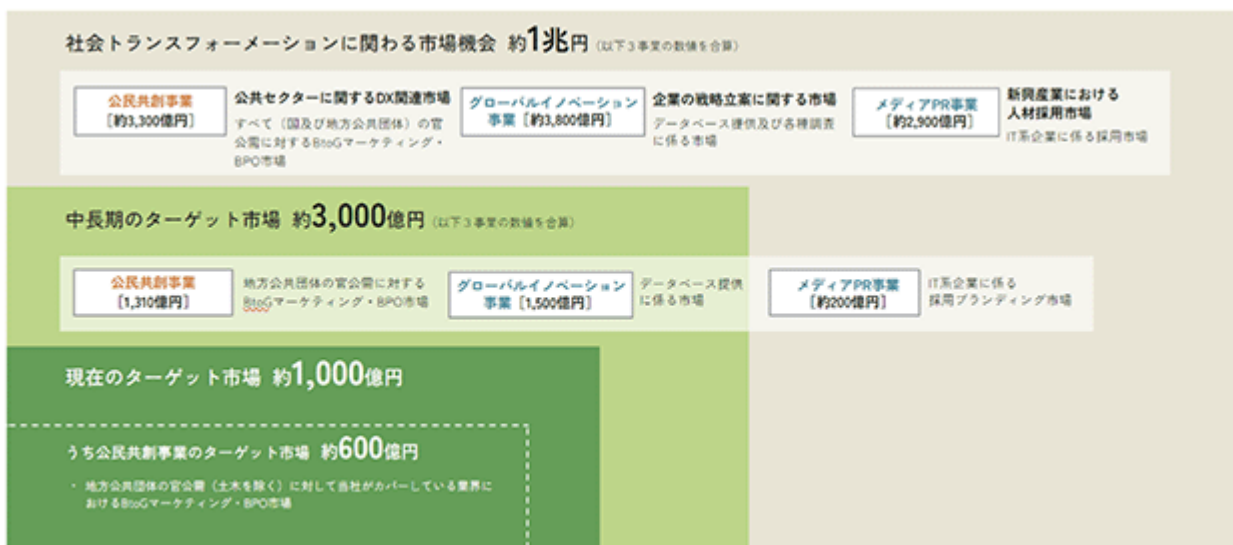 社会トランスフォーメーションに関わる市場機会 約1兆円（以下3事業の数値を合算）
公民共創事業
［約3,300億円］
公共セクターに関するDX関連市場
すべて（国及び地方公共団体）の官
公需に対するBtoGマーケティング・
BPO市場
グローバルイノベーション
事業［約3,800億円］
企業の戦略立案に関する市場
データベース提供及び各種調査
に係る市場
メディアPR事業
［約2,900億円］
新興産業における
人材採用市場
IT系企業に係る採用市場
中長期のターゲット市場 約3,000億円（以下3事業の数値を合算）
公民共創事業
［1,310億円］
地方公共団体の官公需に対する
BtoGマーケティング・BPO市場
グローバルイノベーション
事業［1,500億円］
データベース提供
に係る市場
メディアPR事業
［約200億円］
IT系企業に係る
採用ブランディング市場
現在のターゲット市場 約1,000億円
うち公民共創事業のターゲット市場 約600億円
・ 地方公共団体の官公需（土木を除く）に対して当社がカバーしている業界に
おけるBtoGマーケティング・BPO市場